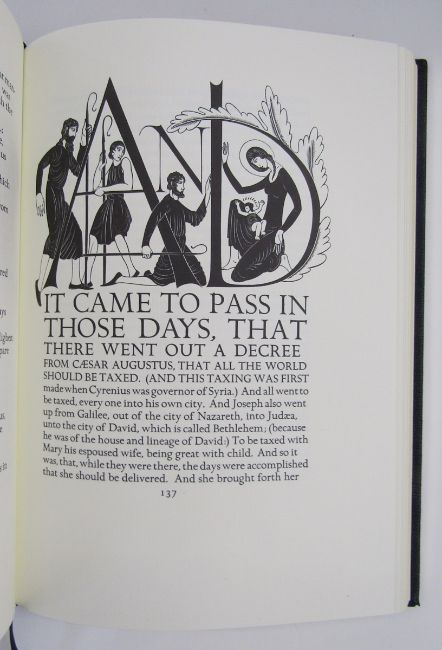 AND
IT CAME TO PASS IN
THOSE DAYS, THAT
THERE WENT OUT A DECREE
FROM CÆSAR AUGUSTUS, THAT ALL THE WORLD
SHOULD BE TAXED. (AND THIS TAXING WAS FIRST
made when Cyrenius was governor of Syria.) And all went to
be taxed, every one into his own city. And Joseph also went
up from Galilee, out of the city of Nazareth, into Judæa,
unto the city of David, which is called Bethlehem; (because
he was of the house and lineage of David:) To be taxed with
Mary his espoused wife, being great with child. And so it
was, that, while they were there, the days were accomplished
that she should be delivered. And she brought forth her
137